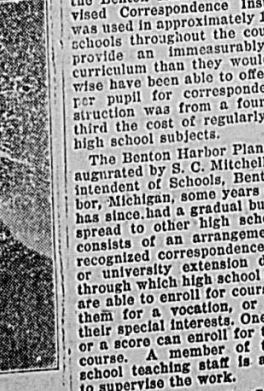 the Benton
vised Correspondence Ins
was used in approximately 1
schools throughout the cou
provide an immeasurably
curriculum than they would
wise have been able to offe
per pupil for corresponde
struction was from a four
third the cost of regularly
high school subjects.
The Benton Harbor Plan
augurated by S. C. Mitchell
intendent of Schools, Bent
bor, Michigan, some years
has since had a gradual bu
spread to other high scho
consists of an arrangeme
recognized correspondence
or university extension d
through which high school
are able to enroll for cour
them for a vocation, or
their special interests. One
or a score can enroll for t
course. A member of t
school teaching staff is a
to supervise the work.